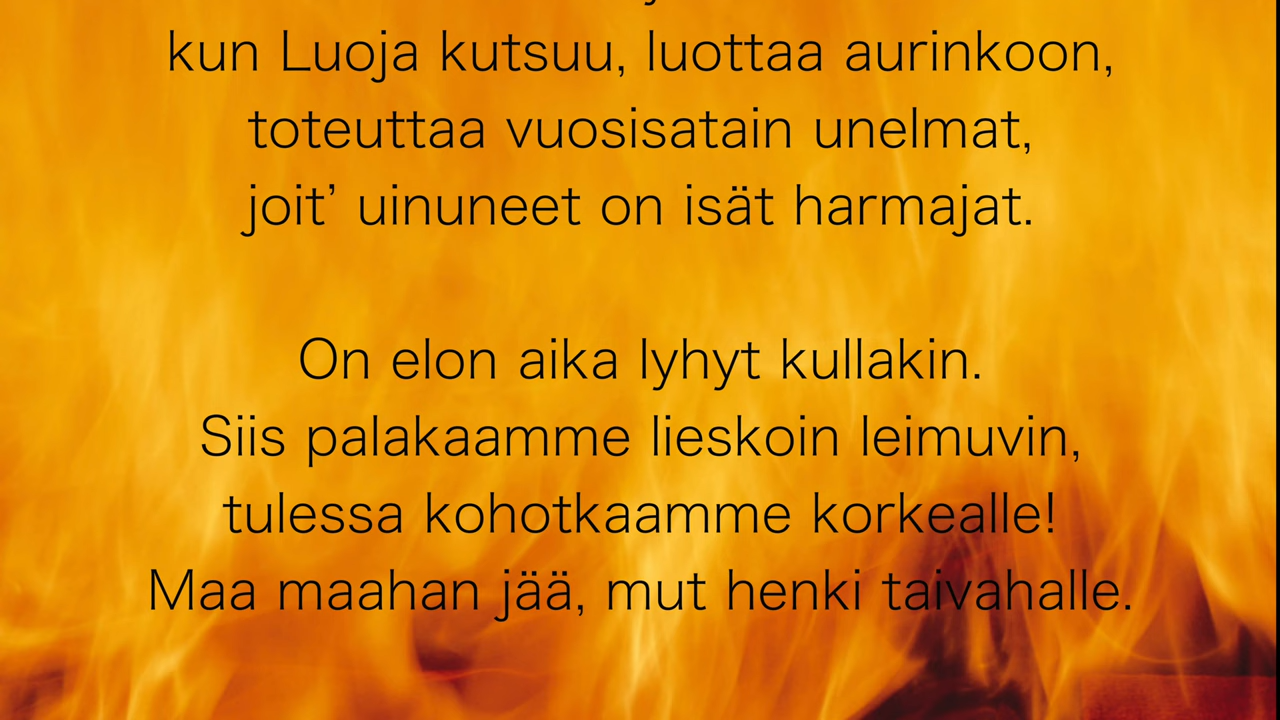 kun Luoja kutsuu, luottaa aurinkoon,
toteuttaa vuosisatain unelmat,
joit’ uinuneet on isät harmajat.
On elon aika lyhyt kullakin.
Siis palakaamme lieskoin leimuvin,
tulessa kohotkaamme korkealle!
Maa maahan jää, mut henki taivahalle.